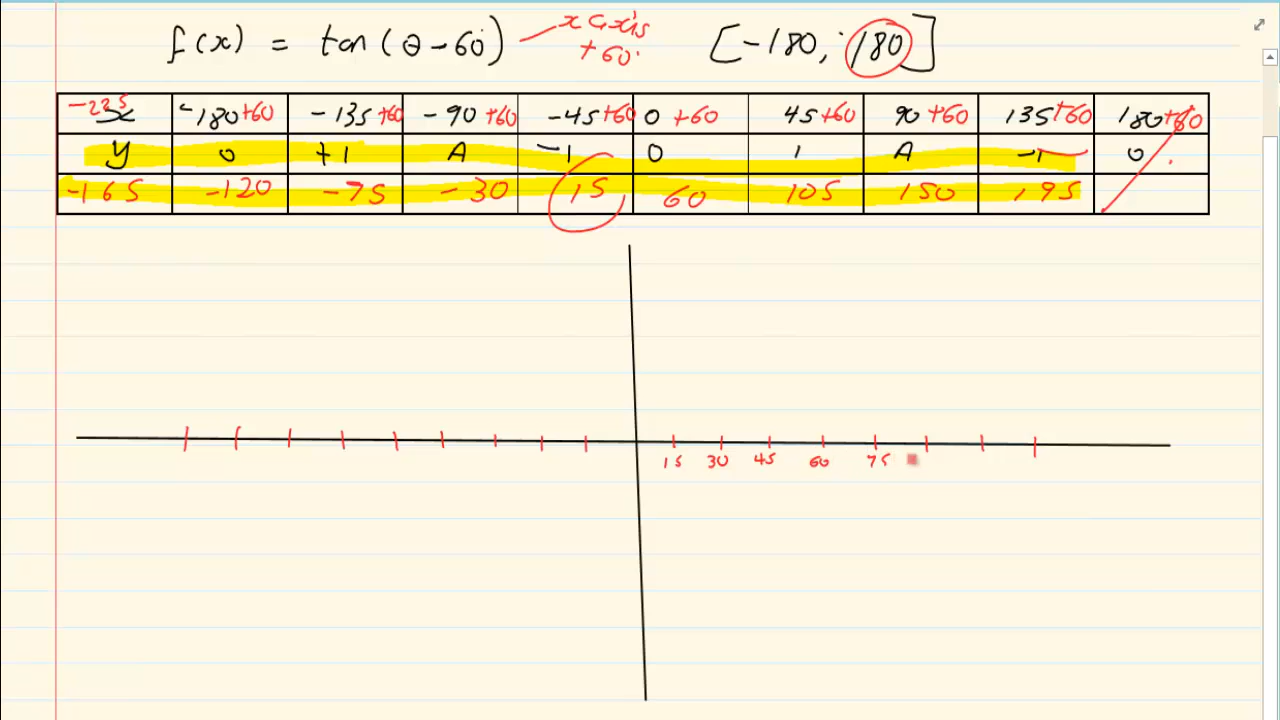 f(x) = tan(θ-60°) x axis +60° [-180, 180]
-225 x -180+60 -135+60 -90+60 -45+60 0+60 45+60 90+60 135+60 180+60
y 0 +1 A -1 0 1 A -1 0
-165 -120 -75 -30 15 60 105 150 195
15 30 45 60 75